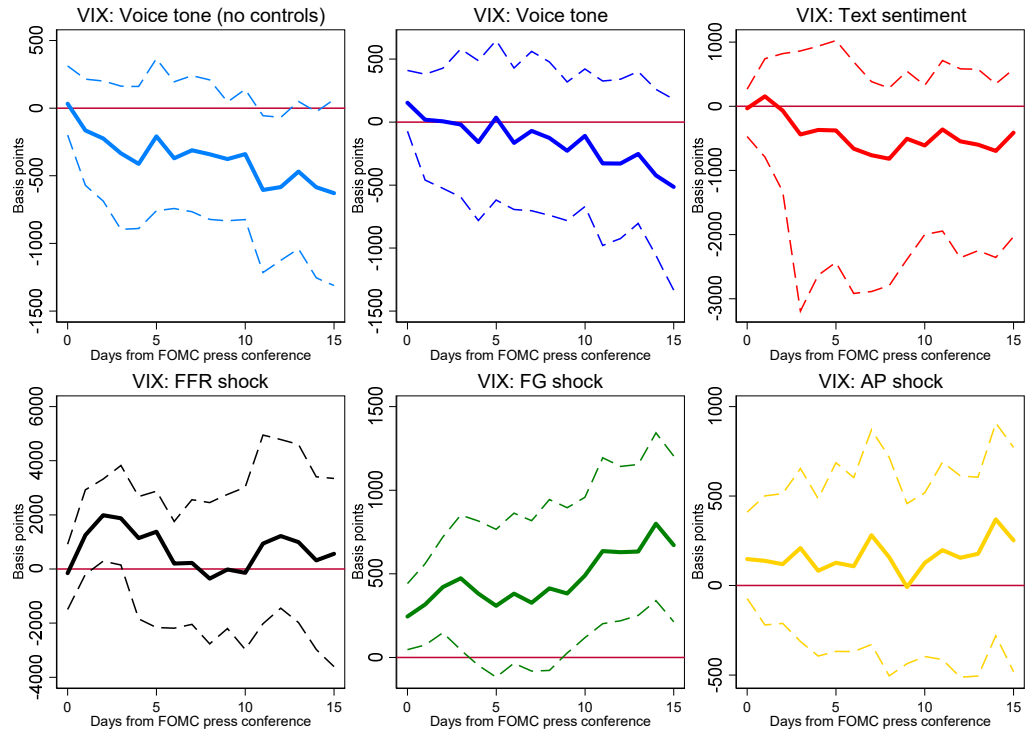 VIX: Voice tone (no controls)
Basis points
500
0
-500
-1000
-1500
0 5 10 15
Days from FOMC press conference
VIX: Voice tone
Basis points
500
0
-500
-1000
-1500
0 5 10 15
Days from FOMC press conference
VIX: Text sentiment
Basis points
1000
0
-1000
-2000
-3000
0 5 10 15
Days from FOMC press conference
VIX: FFR shock
Basis points
6000
4000
2000
0
-2000
-4000
0 5 10 15
Days from FOMC press conference
VIX: FG shock
Basis points
1500
1000
500
0
0 5 10 15
Days from FOMC press conference
VIX: AP shock
Basis points
1000
500
0
-500
0 5 10 15
Days from FOMC press conference